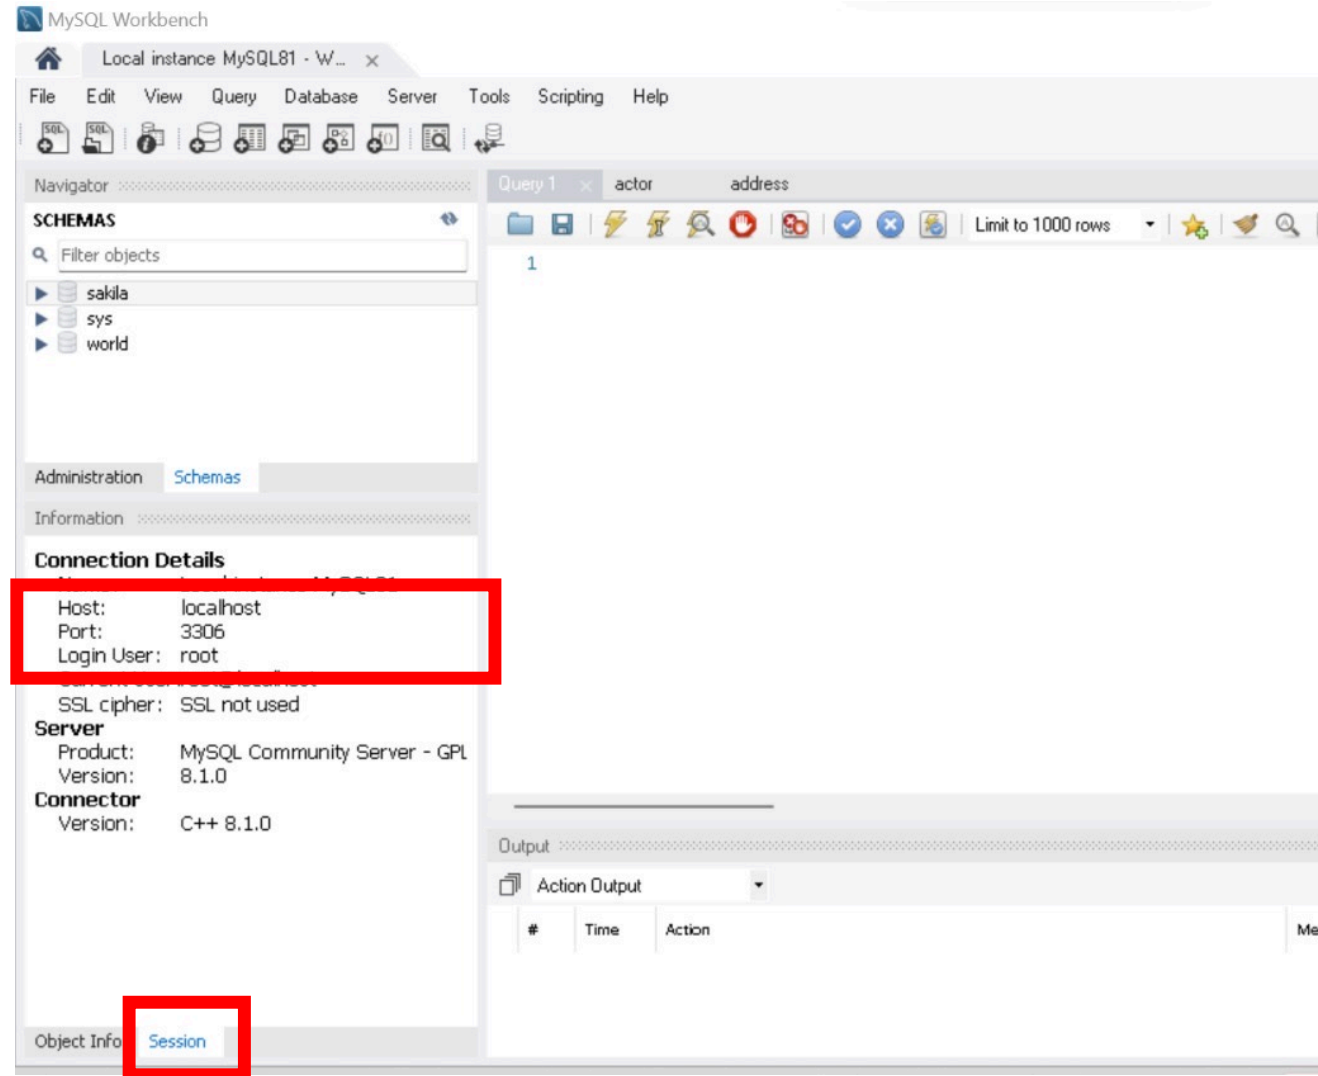 MySQL Workbench
Local instance MySQL81 - W...
File Edit View Query Database Server Tools Scripting Help
Navigator
SCHEMAS
Filter objects
sakila
sys
world
Administration Schemas
Information
Connection Details
Host: localhost
Port: 3306
Login User: root
SSL cipher: SSL not used
Server
Product: MySQL Community Server - GPL
Version: 8.1.0
Connector
Version: C++ 8.1.0
Object Info Session
Query 1 actor address
Limit to 1000 rows
1
Output
Action Output
# Time Action Me